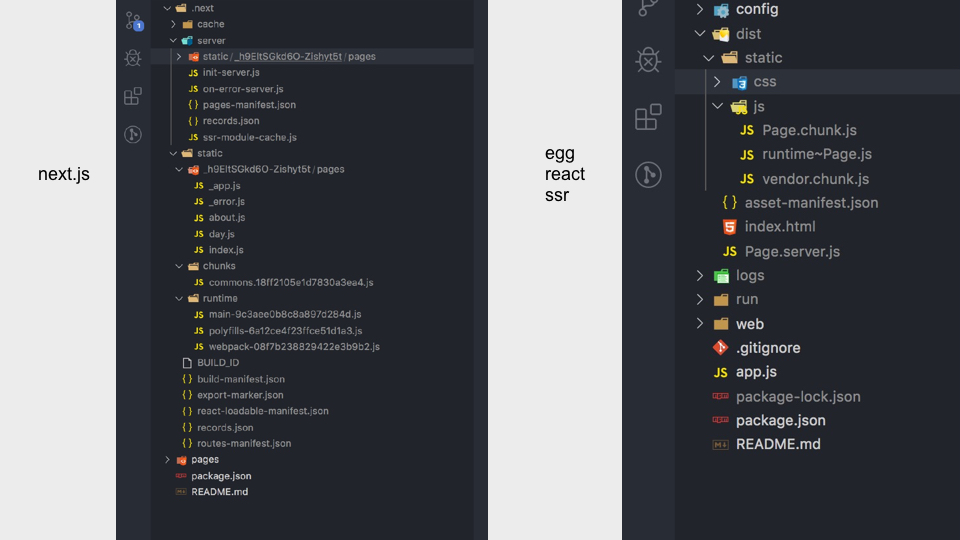 next.js
1
.next
cache
server
static/_h9EltSGkd6O-Zishyt5t/pages
JS init-server.js
JS on-error-server.js
{} pages-manifest.json
{} records.json
JS ssr-module-cache.js
static
_h9EltSGkd6O-Zishyt5t/pages
JS _app.js
JS _error.js
JS about.js
JS day.js
JS index.js
chunks
JS commons.18ff2105e1d7830a3ea4.js
runtime
JS main-9c3aee0b8c8a897d284d.js
JS polyfills-6a12ce4f23ffce51d1a3.js
JS webpack-08f7b238829422e3b9b2.js
BUILD_ID
{} build-manifest.json
{} export-marker.json
{} react-loadable-manifest.json
{} records.json
{} routes-manifest.json
pages
package.json
README.md
egg
react
ssr
config
dist
static
css
js
JS Page.chunk.js
JS runtime~Page.js
JS vendor.chunk.js
{} asset-manifest.json
5 index.html
JS Page.server.js
logs
run
web
.gitignore
JS app.js
package-lock.json
package.json
README.md